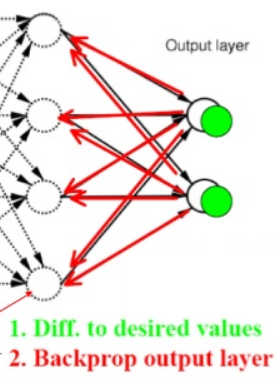 Output layer
1. Diff. to desired values
2. Backprop output layer